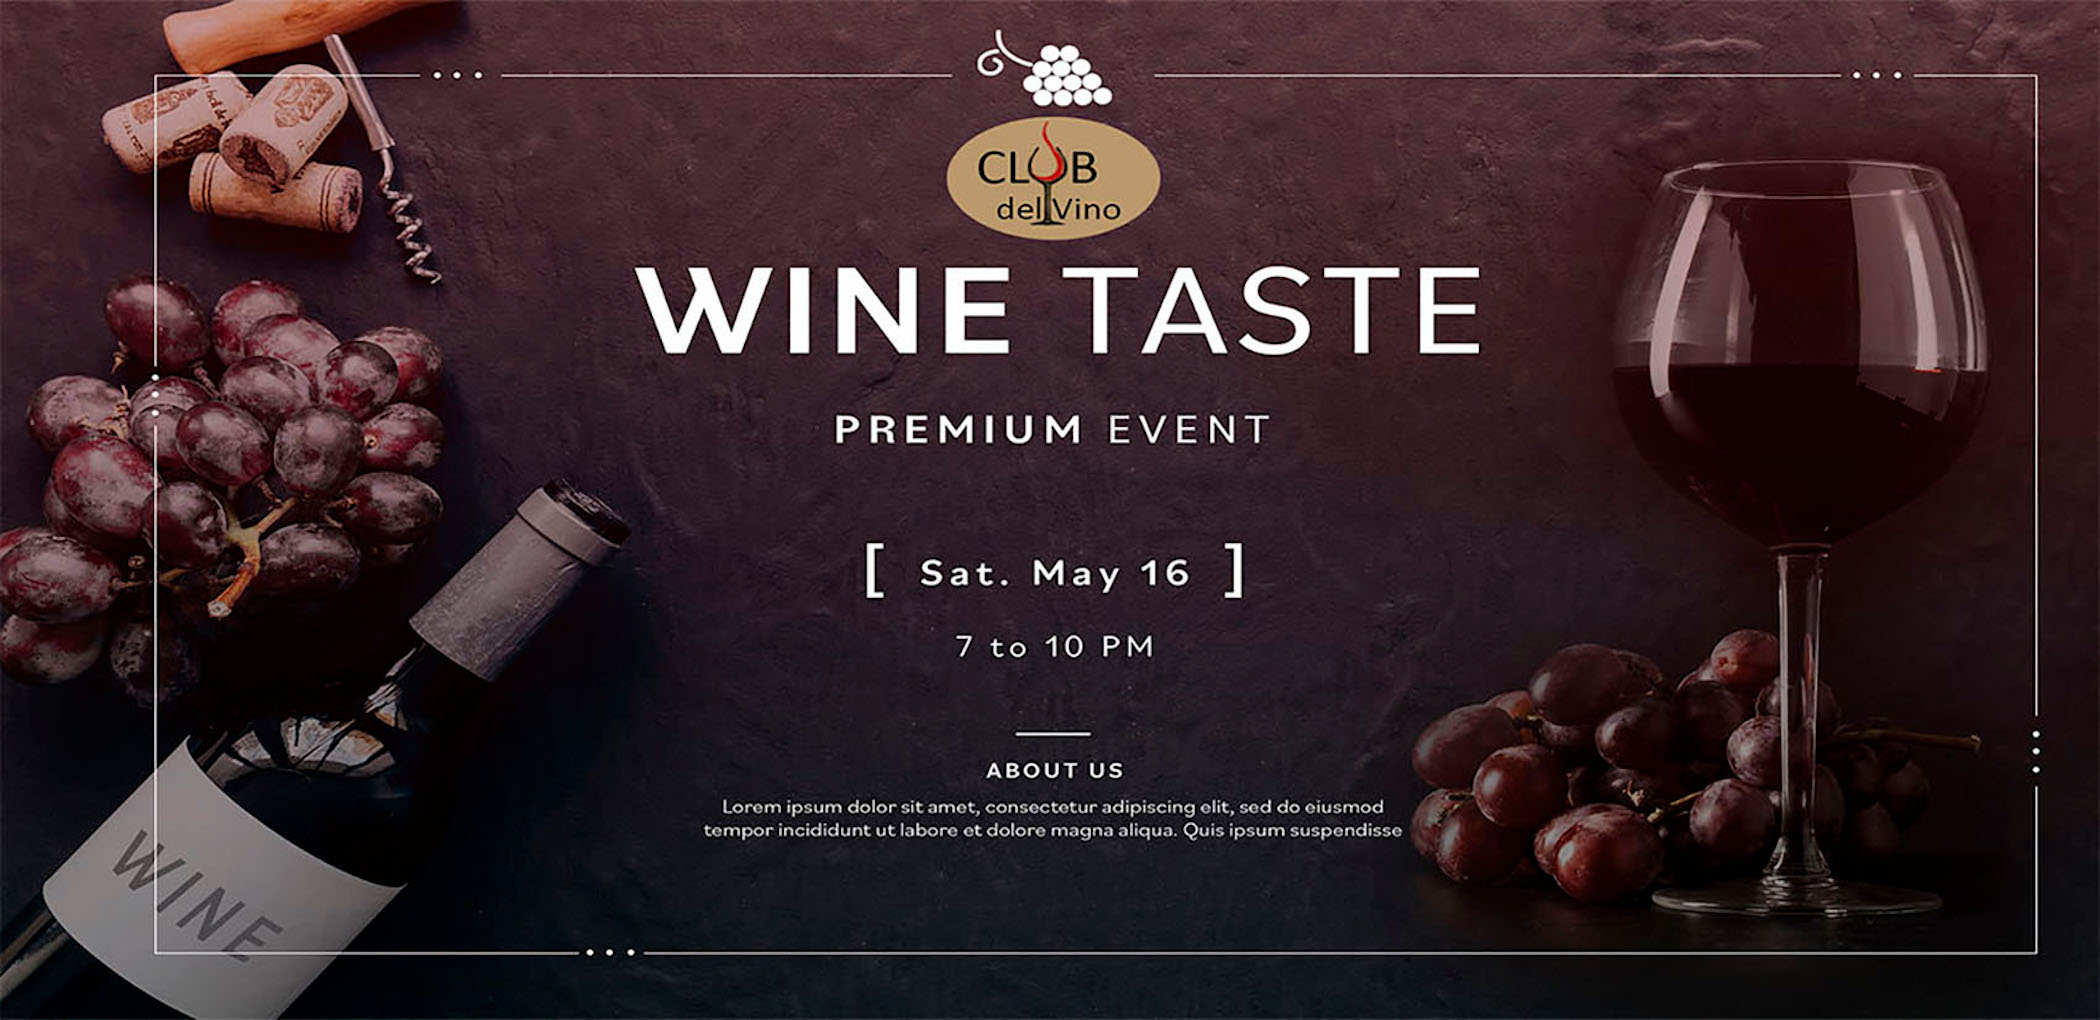 CLUB
del Vino
WINE TASTE
PREMIUM EVENT
[ Sat. May 16 ]
7 to 10 PM
ABOUT US
Lorem ipsum dolor sit amet, consectetur adipiscing elit, sed do eiusmod
tempor incididunt ut labore et dolore magna aliqua. Quis ipsum suspendisse
WINE